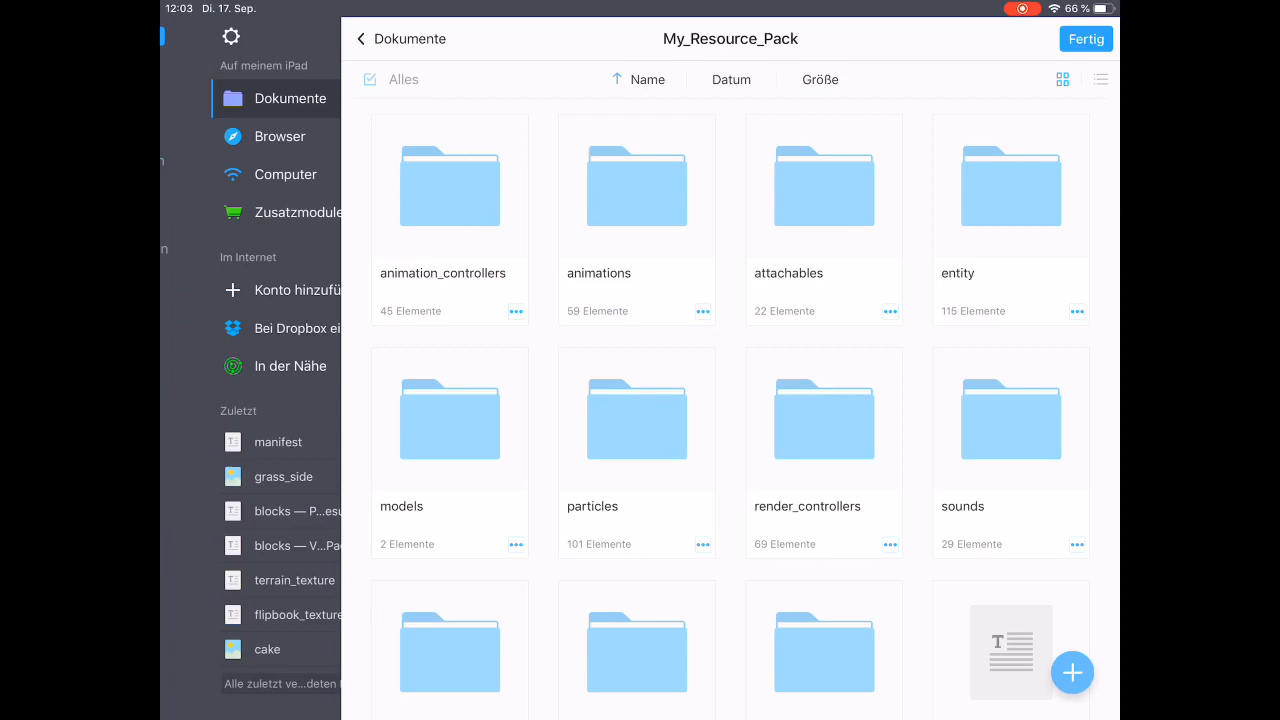 12:03 Di. 17. Sep.
66 %
Auf meinem iPad
Dokumente
Browser
Computer
Zusatzmodule
Im Internet
Konto hinzufü
Bei Dropbox ei
In der Nähe
Zuletzt
manifest
grass_side
blocks — P...esu
blocks — V...Pa
terrain_texture
flipbook_texture
cake
Alle zuletzt ve...deten
Dokumente
My_Resource_Pack
Fertig
Alles
Name
Datum
Größe
animation_controllers
45 Elemente
animations
59 Elemente
attachables
22 Elemente
entity
115 Elemente
models
2 Elemente
particles
101 Elemente
render_controllers
69 Elemente
sounds
29 Elemente